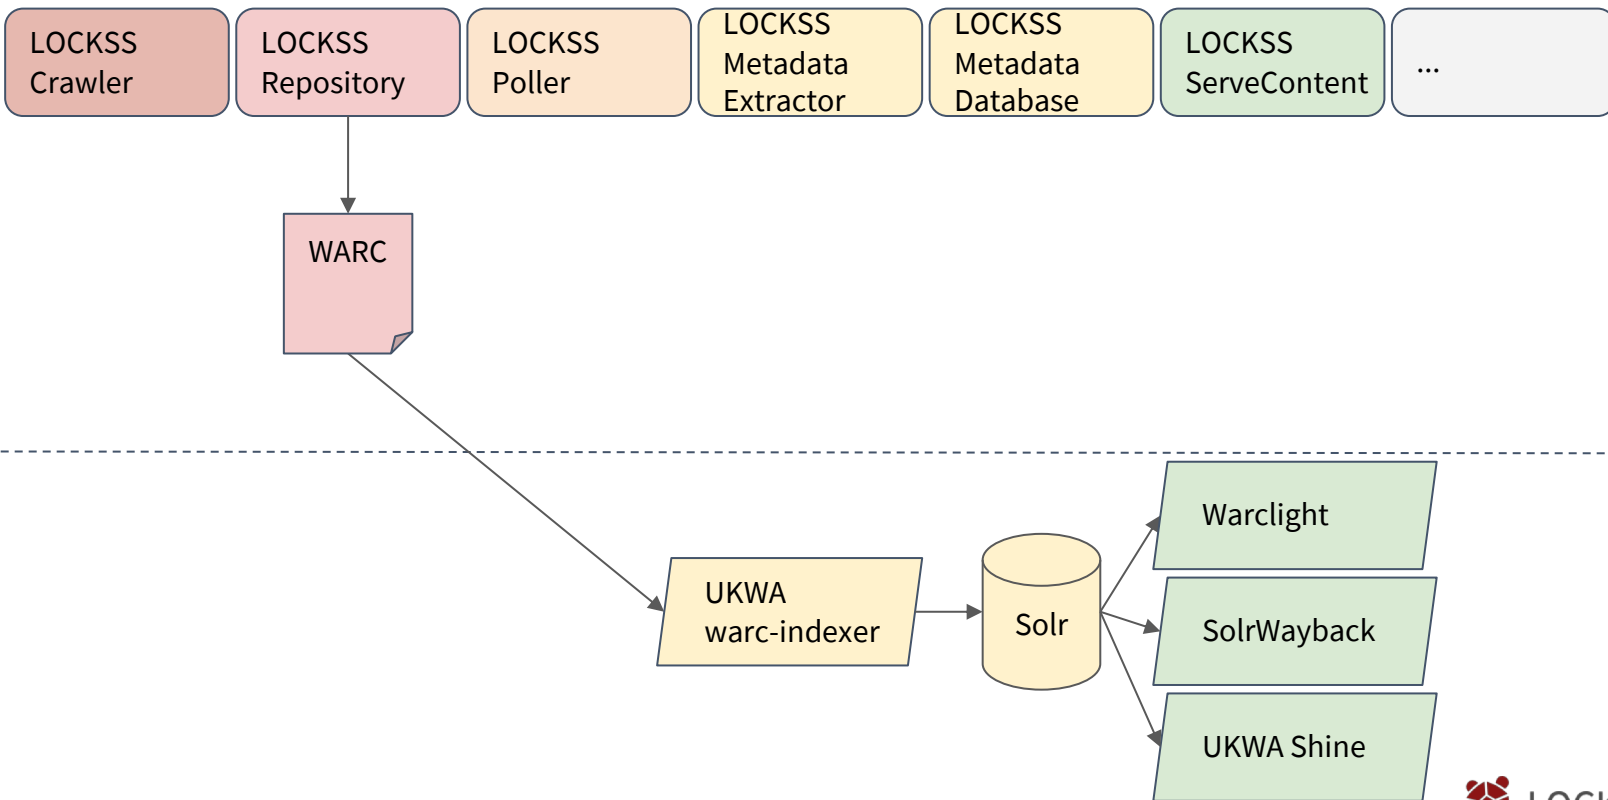 LOCKSS
Crawler
LOCKSS
Repository
LOCKSS
Poller
LOCKSS
Metadata
Extractor
LOCKSS
Metadata
Database
LOCKSS
ServeContent
...
WARC
UKWA
warc-indexer
Solr
Warclight
SolrWayback
UKWA Shine